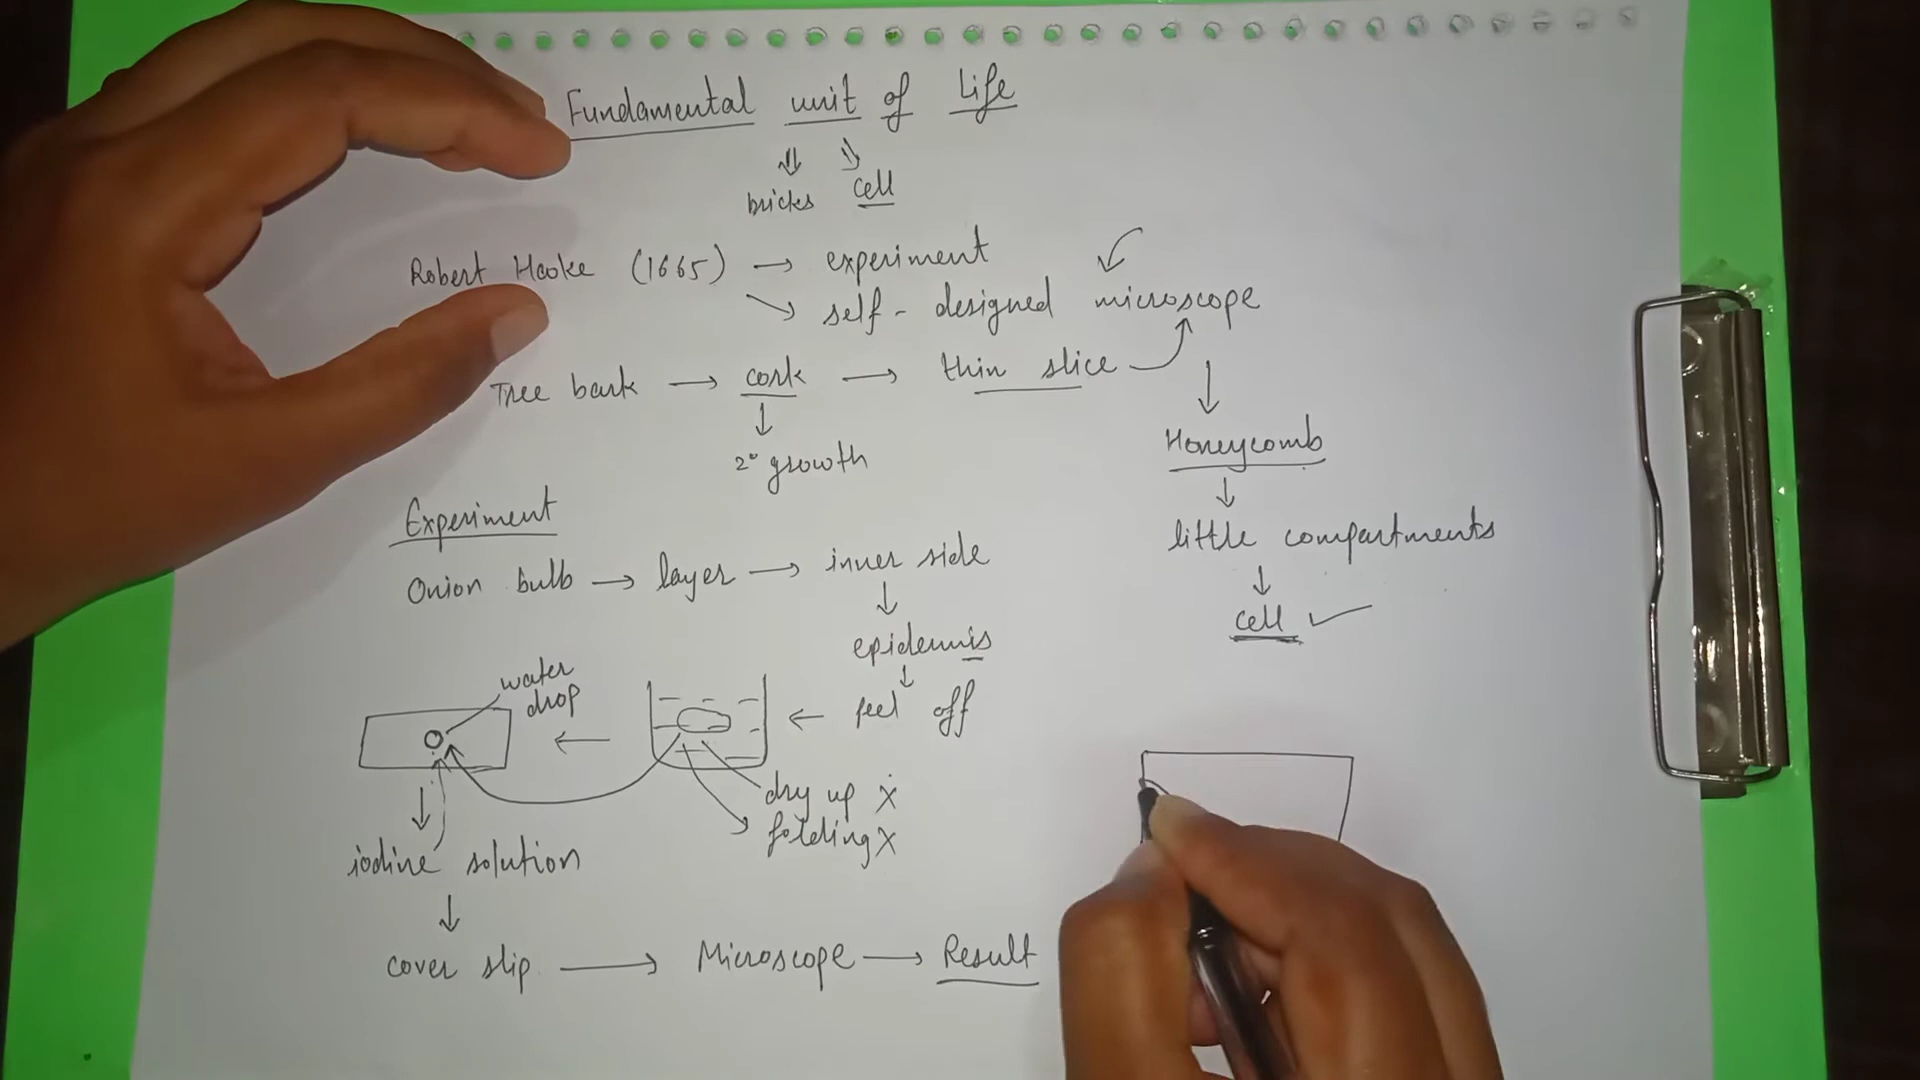 Fundamental unit of Life
⇓ ⇘
bricks cell
Robert Hooke (1665) → experiment
↘ self - designed microscope
Tree bark → cork → thin slice
↓
2° growth
↓
Honeycomb
↓
little compartments
↓
cell ✓
Experiment
Onion bulb → layer → inner side
↓
epidermis
↓
peel off
←
dry up X
folding X
←
water
drop
↓
iodine solution
↓
cover slip → Microscope → Result